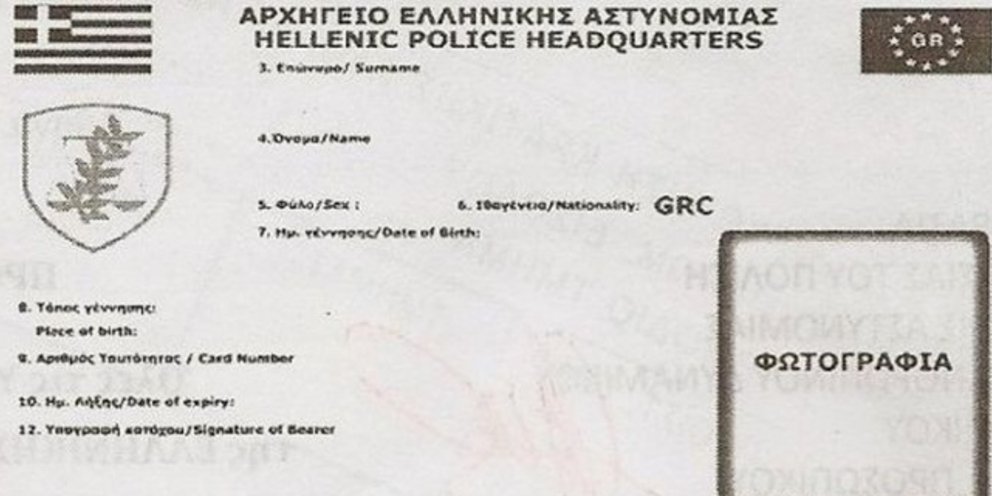 ΑΡΧΗΓΕΙΟ ΕΛΛΗΝΙΚΗΣ ΑΣΤΥΝΟΜΙΑΣ
HELLENIC POLICE HEADQUARTERS
GR
3. Επώνυμο/ Surname
4.Όνομα/Name
5. Φύλο/Sex :
6. Ιθαγένεια/Nationality: GRC
7. Ημ. γέννησης/Date of Birth:
8. Τόπος γέννησης:
Place of birth:
9. Αριθμός Ταυτότητας / Card Number
10. Ημ. Λήξης/Date of expiry:
12. Υπογραφή κατόχου/Signature of Bearer
ΦΩΤΟΓΡΑΦΙΑ